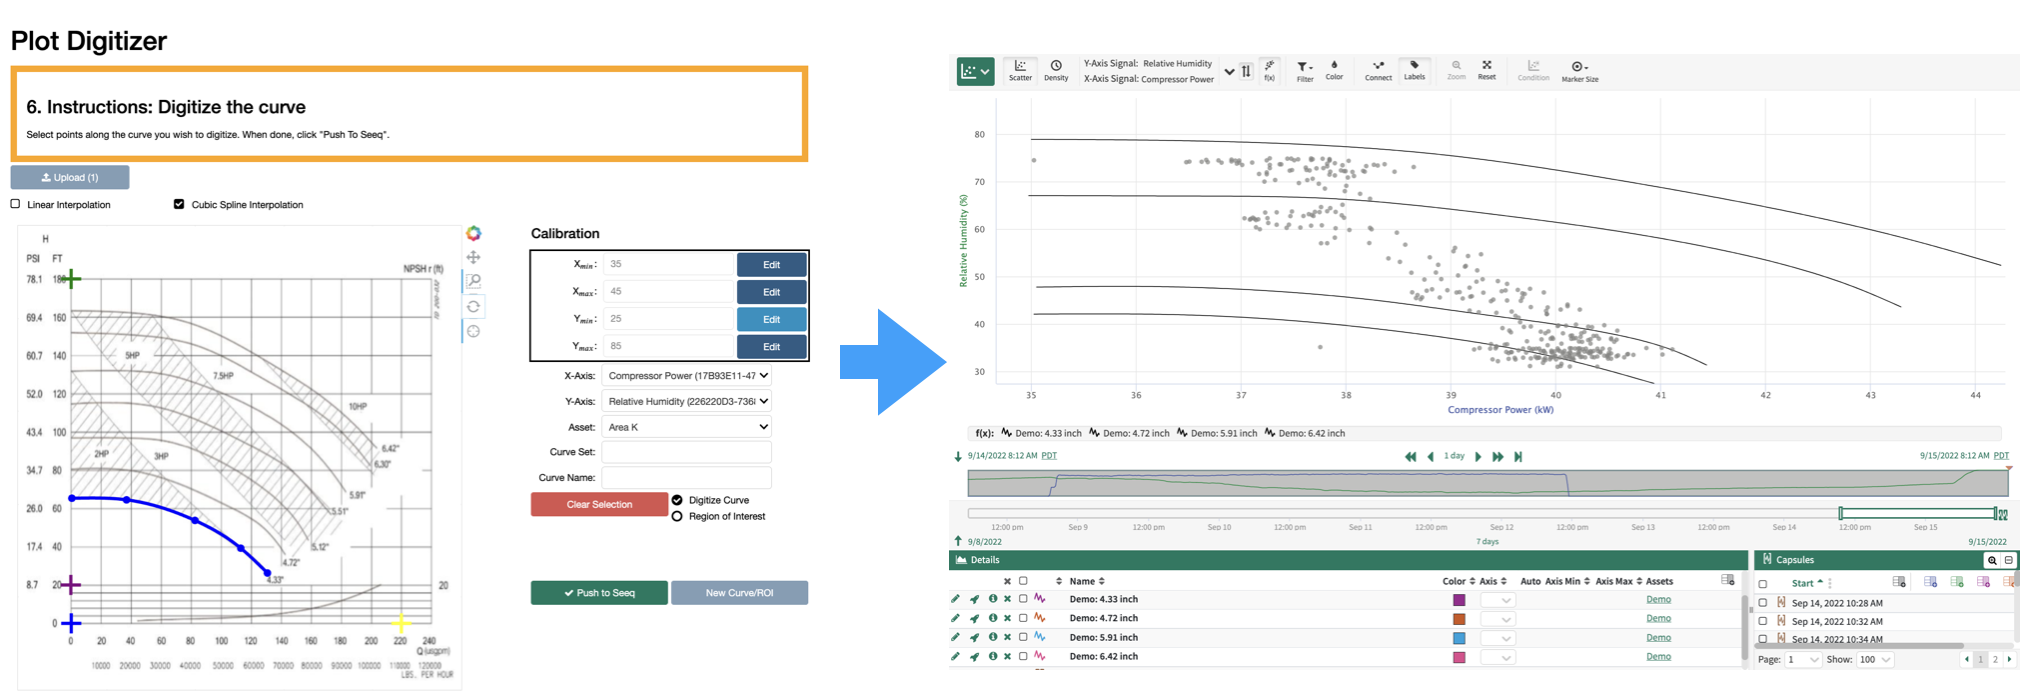 Plot Digitizer
6. Instructions: Digitize the curve
Select points along the curve you wish to digitize. When done, click "Push To Seeq".
Upload (1)
Linear Interpolation
Cubic Spline Interpolation
H
PSI FT
NPSH r (ft)
78.1 180
69.4 160
60.7 140
52.0 120
43.4 100
34.7 80
26.0 60
17.4 40
8.7 20
0
20
5HP
7.5HP
10HP
2HP
3HP
6.42"
6.30"
5.91"
5.51"
5.12"
4.72"
4.33"
0 20 40 60 80 100 120 140 160 180 200 220 240
Q (usgpm)
10000 20000 30000 40000 50000 60000 70000 80000 90000 100000 110000 120000
LBS. PER HOUR
Calibration
Xmin: 35 Edit
Xmax: 45 Edit
Ymin: 25 Edit
Ymax: 85 Edit
X-Axis: Compressor Power (17B93E11-47
Y-Axis: Relative Humidity (226220D3-736
Asset: Area K
Curve Set:
Curve Name:
Clear Selection
Digitize Curve
Region of Interest
Push to Seeq
New Curve/ROI
Scatter
Density
Y-Axis Signal: Relative Humidity
X-Axis Signal: Compressor Power
f(x)
Filter
Color
Connect
Labels
Zoom
Reset
Condition
Marker Size
80
70
60
50
40
30
Relative Humidity (%)
35 36 37 38 39 40 41 42 43 44
Compressor Power (kW)
f(x): Demo: 4.33 inch Demo: 4.72 inch Demo: 5.91 inch Demo: 6.42 inch
9/14/2022 8:12 AM PDT
1 day
9/15/2022 8:12 AM PDT
12:00 pm Sep 9 12:00 pm Sep 10 12:00 pm Sep 11 12:00 pm Sep 12 12:00 pm Sep 13 12:00 pm Sep 14 12:00 pm Sep 15
9/8/2022
7 days
9/15/2022
Details
Name Color Axis Auto Axis Min Axis Max Assets
Demo: 4.33 inch Demo
Demo: 4.72 inch Demo
Demo: 5.91 inch Demo
Demo: 6.42 inch Demo
Capsules
Start
Sep 14, 2022 10:28 AM
Sep 14, 2022 10:32 AM
Sep 14, 2022 10:34 AM
Page: 1 Show: 100 1 2